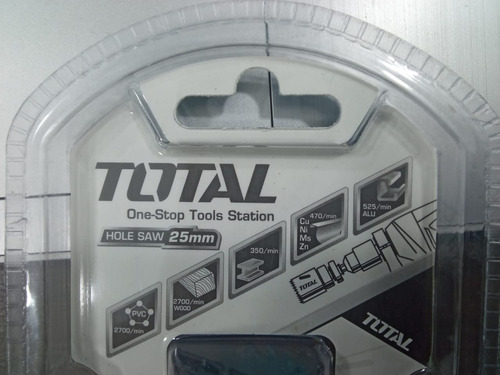 TOTAL
One-Stop Tools Station
HOLE SAW 25mm
PVC
2700/min
2700/min
WOOD
350/min
470/min
Cu
Ni
Ms
Zn
525/min
ALU
TOTAL
TOTAL